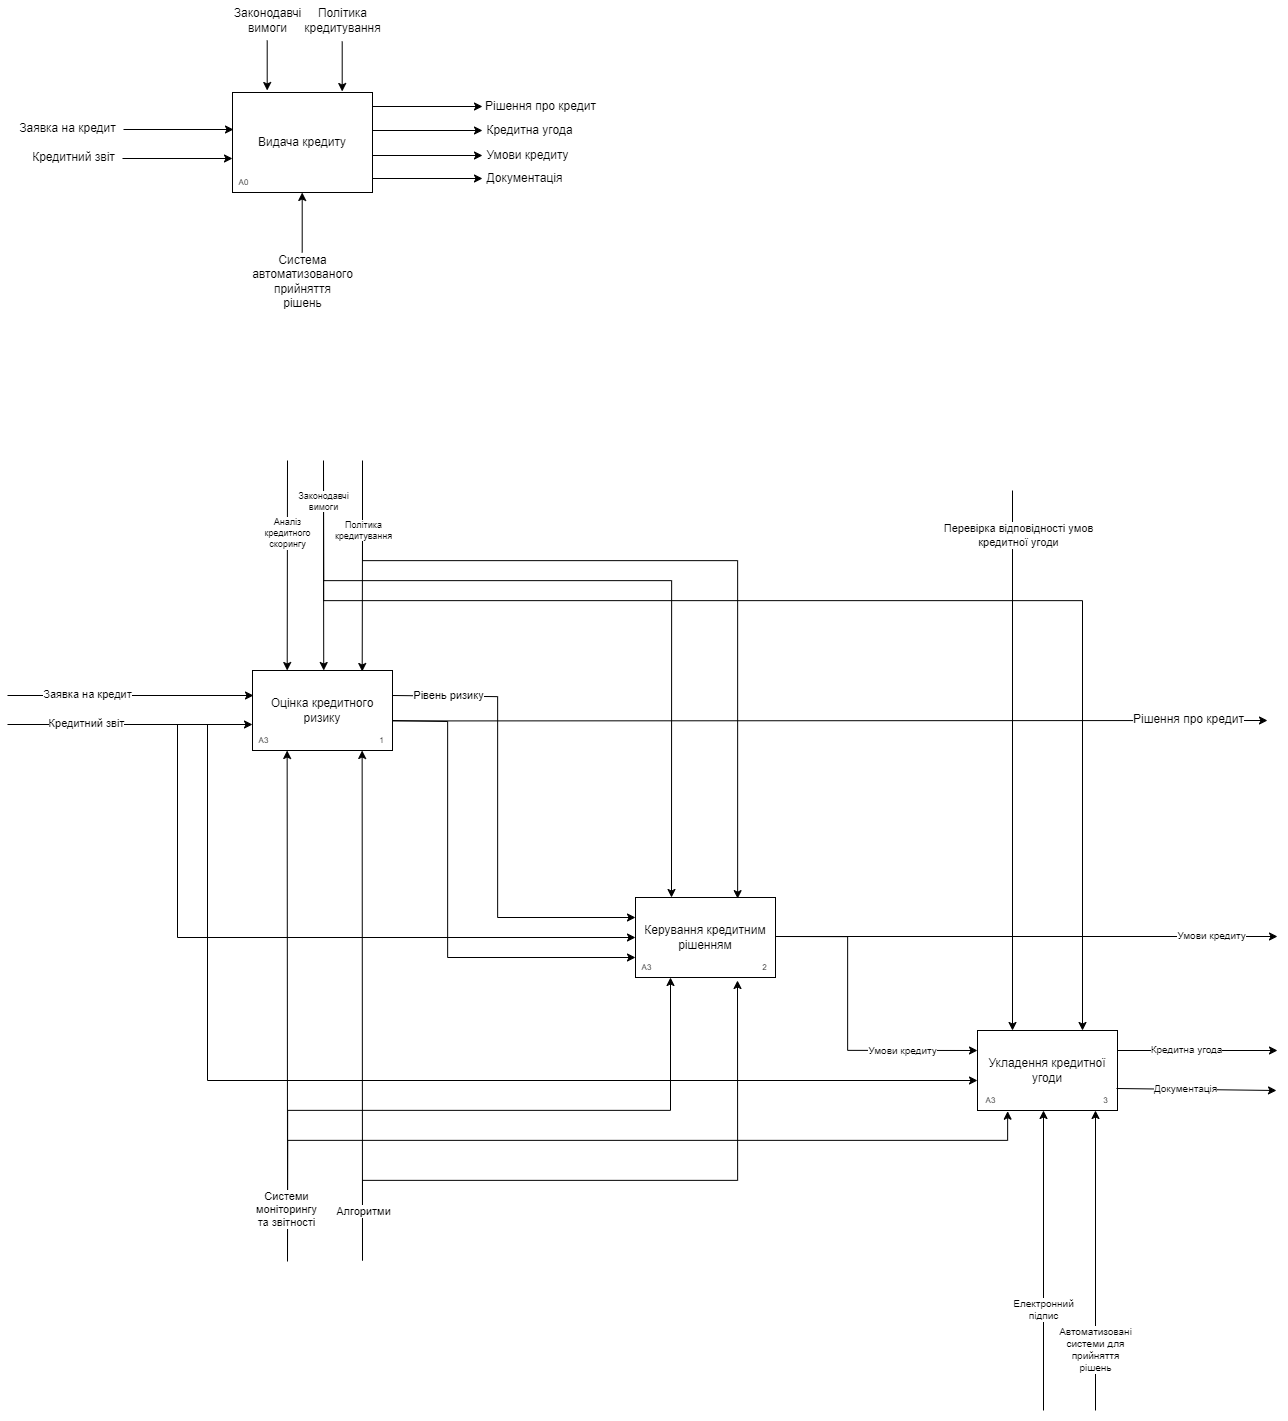 Законодавчі
вимоги
Політика
кредитування
Заявка на кредит
Кредитний звіт
Видача кредиту
A0
Рішення про кредит
Кредитна угода
Умови кредиту
Документація
Система
автоматизованого
прийняття
рішень
Законодавчі
вимоги
Аналіз
кредитного
скорингу
Політика
кредитування
Перевірка відповідності умов
кредитної угоди
Заявка на кредит
Кредитний звіт
Оцінка кредитного
ризику
A3
1
Рівень ризику
Рішення про кредит
Керування кредитним
рішенням
A3
2
Умови кредиту
Умови кредиту
Укладення кредитної
угоди
A3
3
Кредитна угода
Документація
Системи
моніторингу
та звітності
Алгоритми
Електронний
підпис
Автоматизовані
системи для
прийняття
рішень